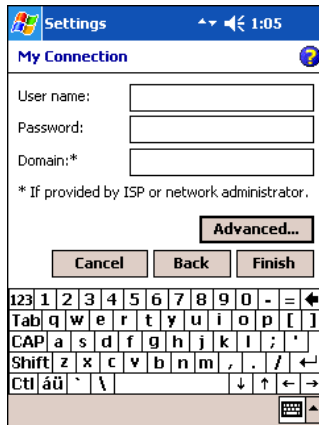 Settings 1:05
My Connection ?
User name:
Password:
Domain:*
* If provided by ISP or network administrator.
Advanced...
Cancel Back Finish
123 1 2 3 4 5 6 7 8 9 0 - =
Tab q w e r t y u i o p [ ]
CAP a s d f g h j k l ; '
Shift z x c v b n m , . /
Ctl áü ` \